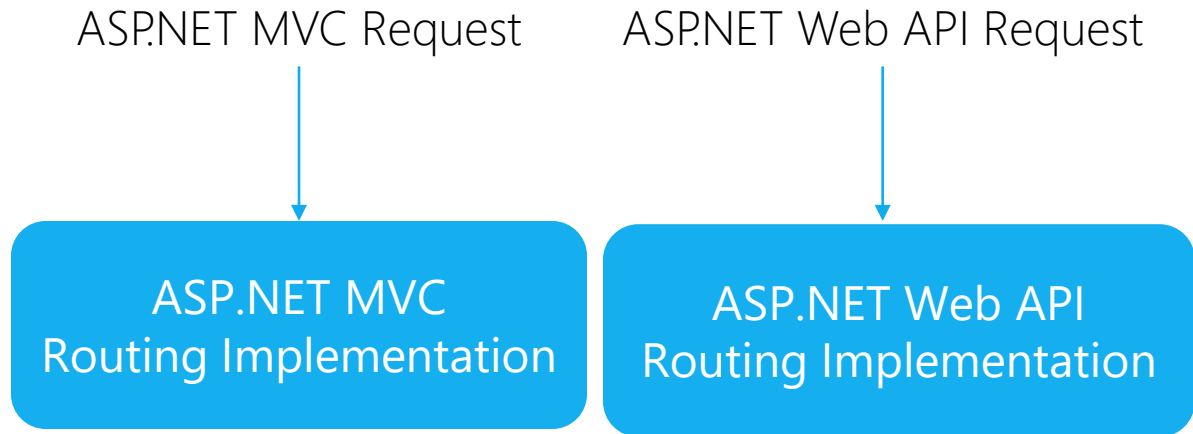 ASP.NET MVC Request
ASP.NET Web API Request
ASP.NET MVC
Routing Implementation
ASP.NET Web API
Routing Implementation